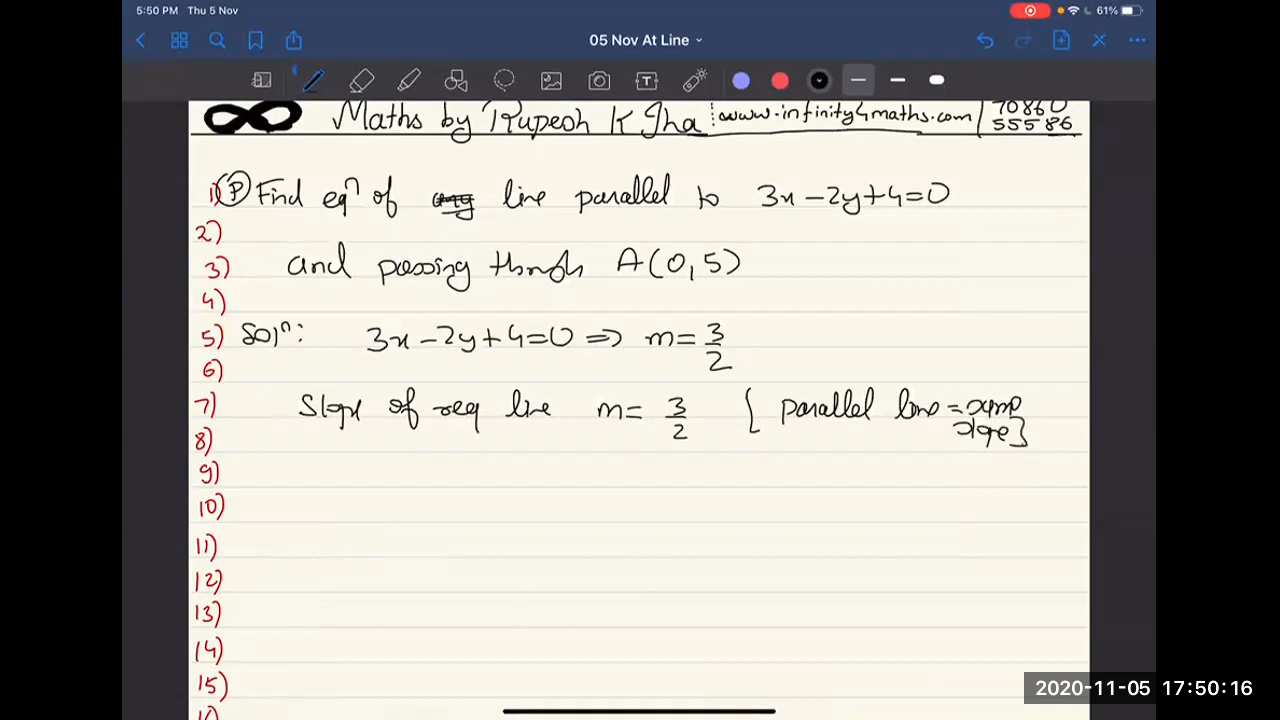 5:50 PM Thu 5 Nov
61%
05 Nov At Line
Maths by Rupesh K Jha www.infinity4maths.com 70860
55586
1) (P) Find eqn of line parallel to 3x - 2y + 4 = 0
2)
3) and passing through A(0, 5)
4)
5) Soln: 3x - 2y + 4 = 0 ⇒ m = 3/2
6)
7) Slope of req line m = 3/2 { parallel line = same
8) slope }
9)
10)
11)
12)
13)
14)
15)
2020-11-05 17:50:16